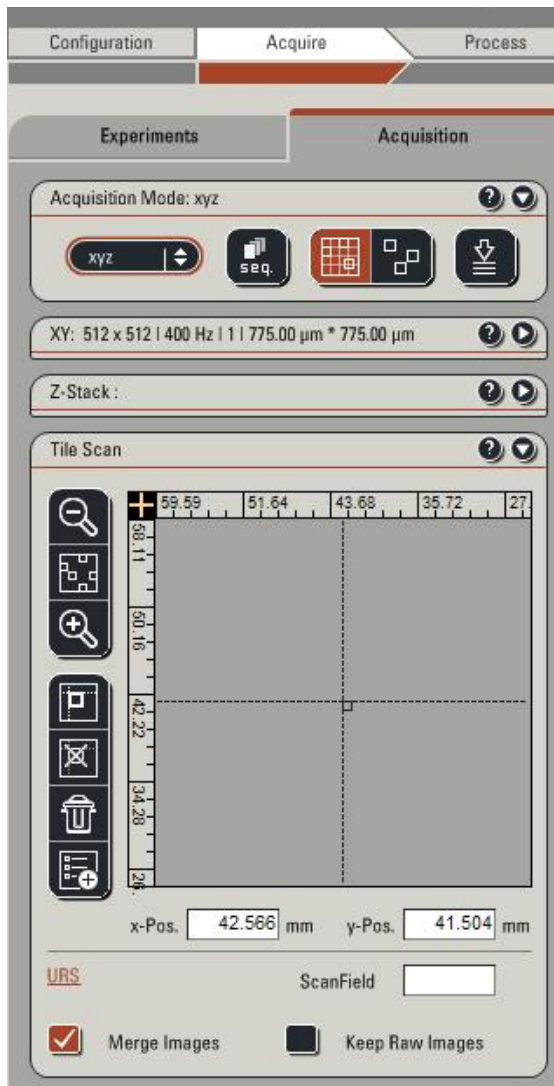 Configuration Acquire Process
Experiments Acquisition
Acquisition Mode: xyz
xyz seq.
XY: 512 x 512 | 400 Hz | 1 | 775.00 µm * 775.00 µm
Z-Stack :
Tile Scan
59.59 51.64 43.68 35.72 27.
58.11
50.16
42.22
34.28
26.
x-Pos. 42.566 mm y-Pos. 41.504 mm
URS ScanField
Merge Images Keep Raw Images